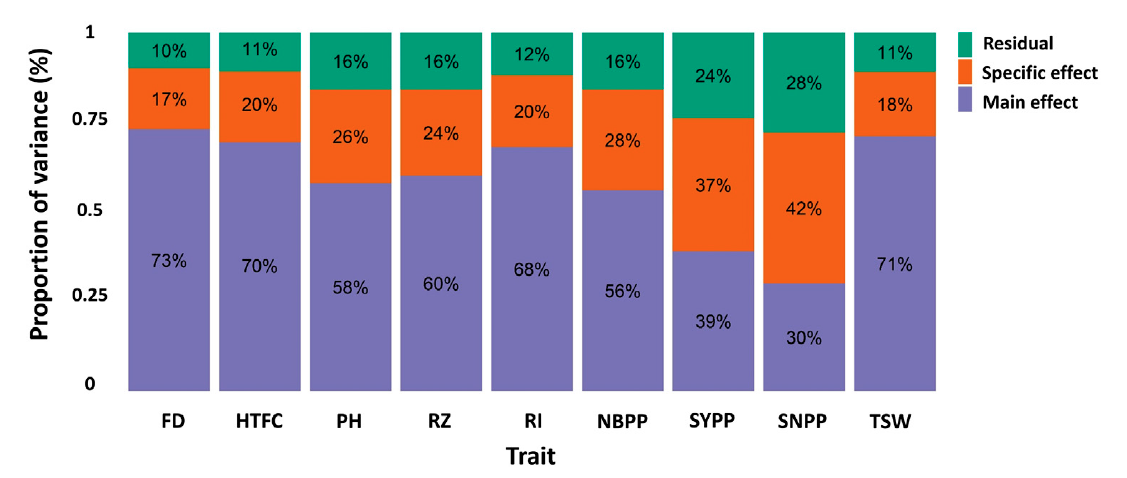 Proportion of variance (%)
1
0.75
0.5
0.25
0
10% 11% 16% 16% 12% 16% 24% 28% 11%
17% 20% 26% 24% 20% 28% 37% 42% 18%
73% 70% 58% 60% 68% 56% 39% 30% 71%
FD HTFC PH RZ RI NBPP SYPP SNPP TSW
Trait
Residual
Specific effect
Main effect